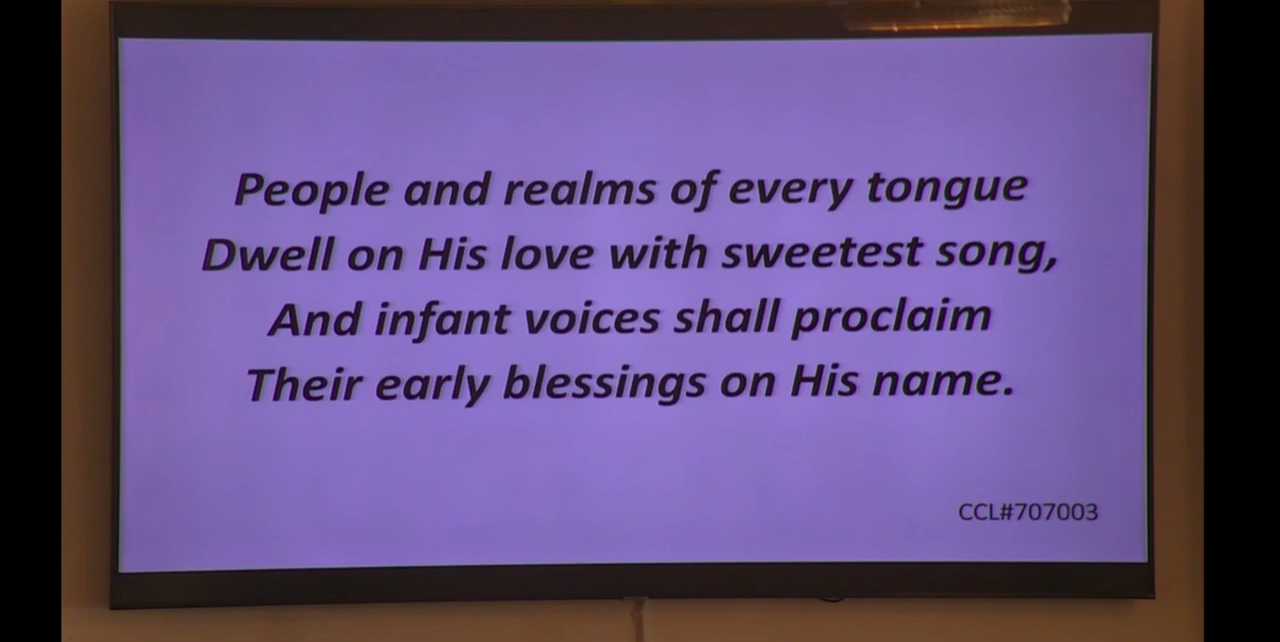 People and realms of every tongue
Dwell on His love with sweetest song,
And infant voices shall proclaim
Their early blessings on His name.
CCL#707003